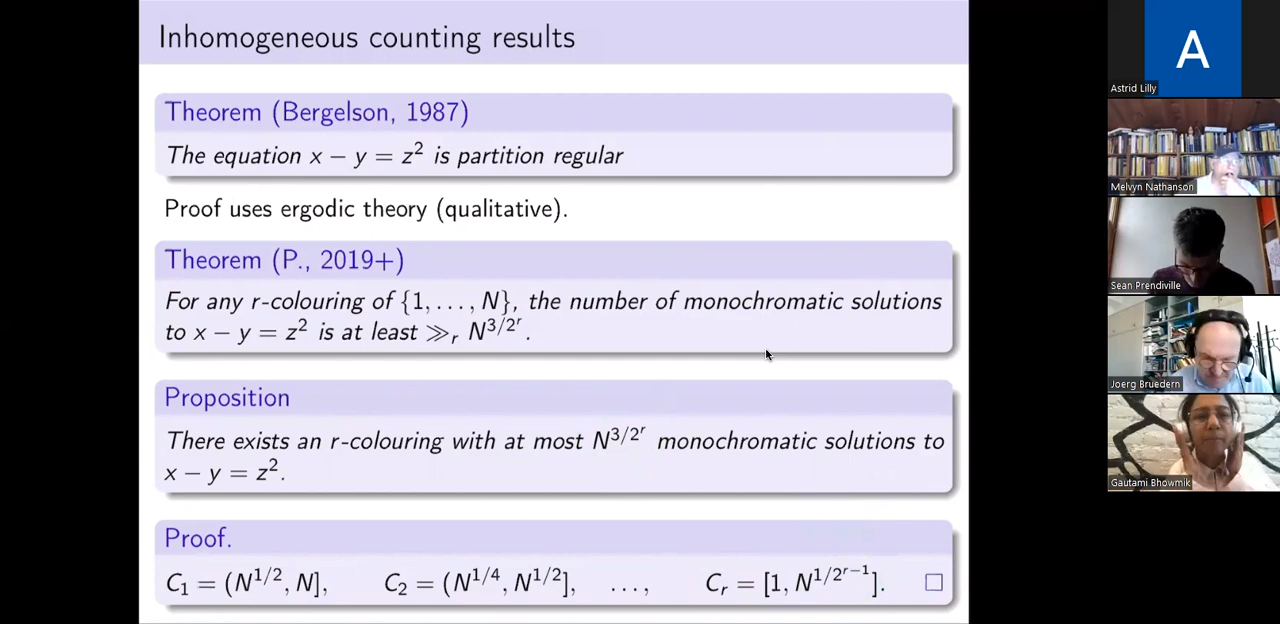 Inhomogeneous counting results
Theorem (Bergelson, 1987)
The equation x − y = z² is partition regular
Proof uses ergodic theory (qualitative).
Theorem (P., 2019+)
For any r-colouring of {1, . . . , N}, the number of monochromatic solutions
to x − y = z² is at least ≫ᵣ N^{3/2^r}.
Proposition
There exists an r-colouring with at most N^{3/2^r} monochromatic solutions to
x − y = z².
Proof.
C₁ = (N^{1/2}, N], C₂ = (N^{1/4}, N^{1/2}], . . . , Cᵣ = [1, N^{1/2^{r−1}}]. □
A
Astrid Lilly
Melvyn Nathanson
Sean Prendiville
Joerg Bruedern
Gautami Bhowmik